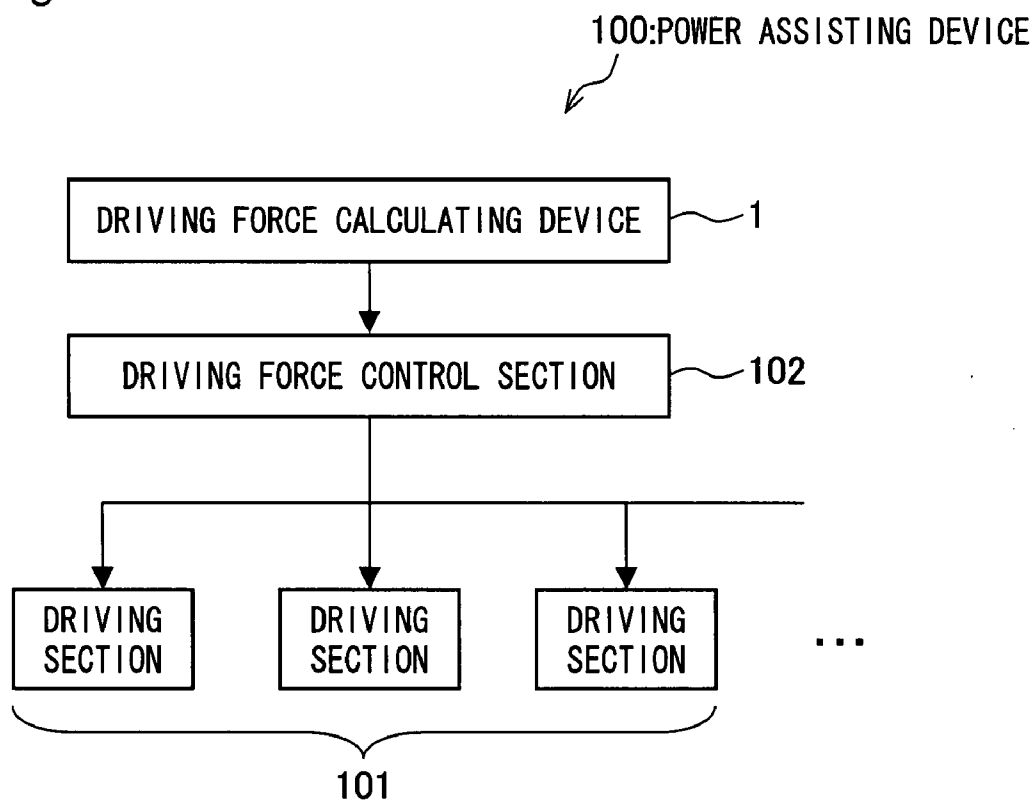 100:POWER ASSISTING DEVICE
DRIVING FORCE CALCULATING DEVICE
1
DRIVING FORCE CONTROL SECTION
102
DRIVING
SECTION
DRIVING
SECTION
DRIVING
SECTION
...
101